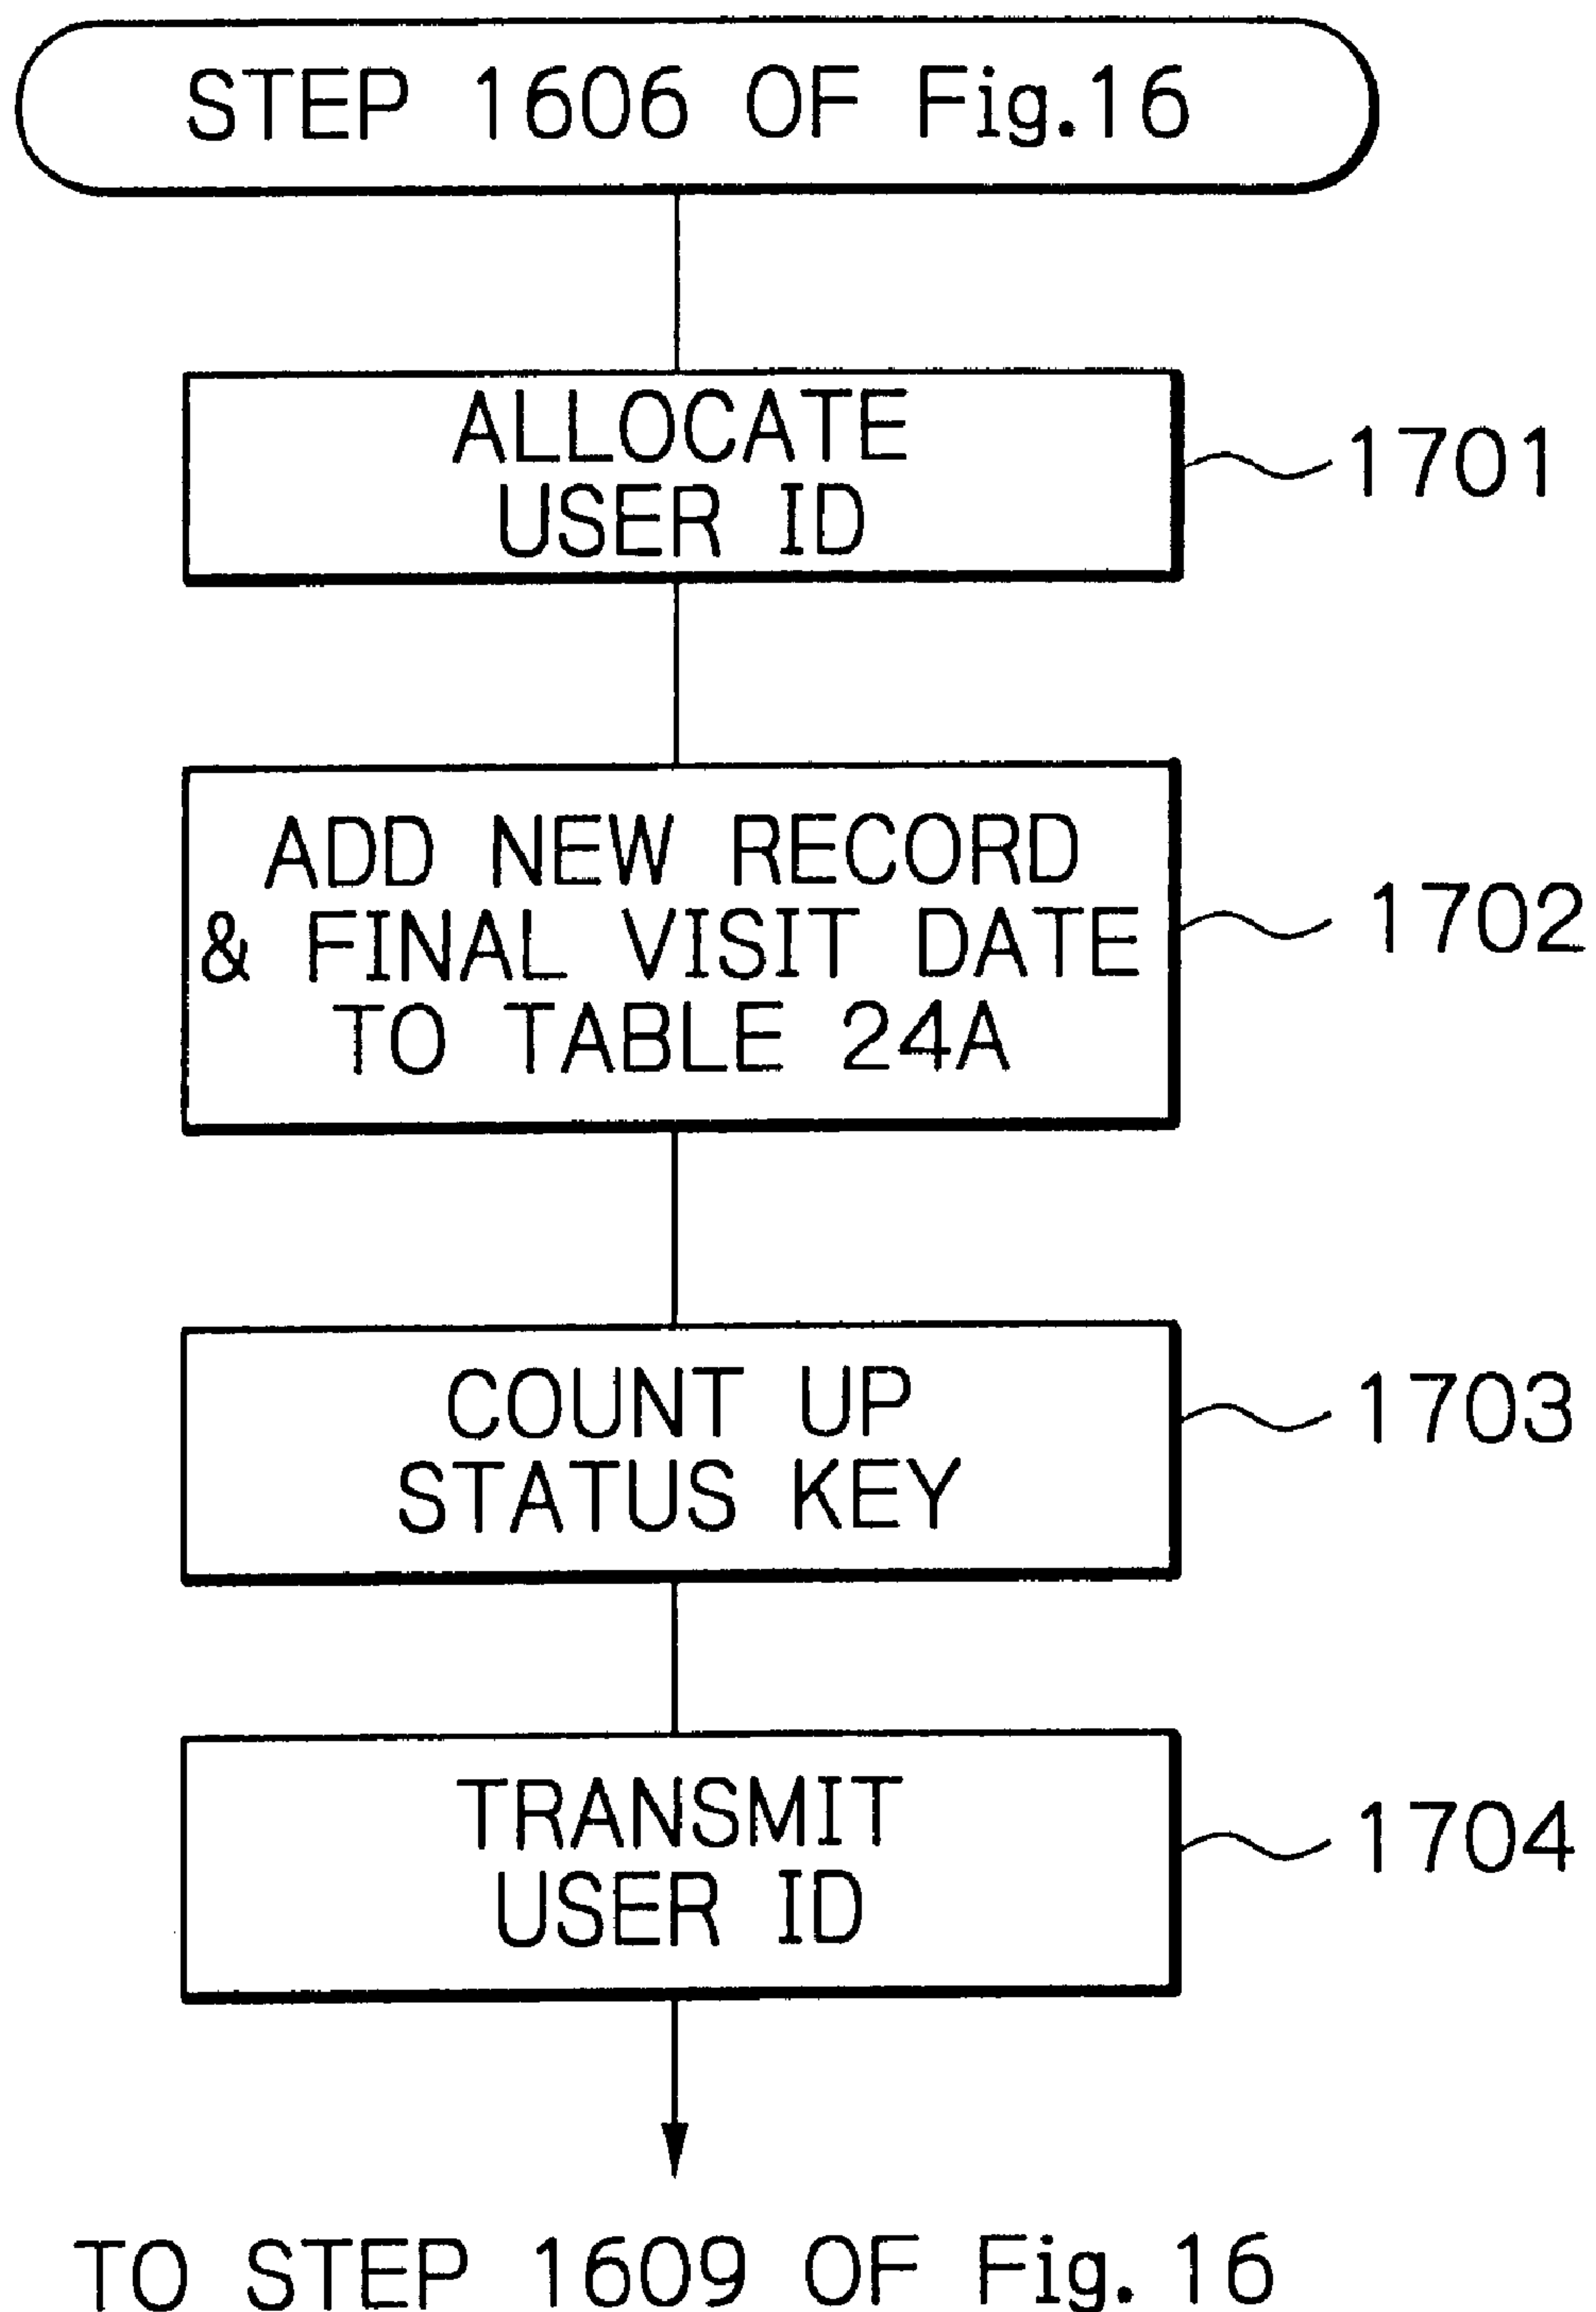 STEP 1606 OF Fig.16
ALLOCATE
USER ID
1701
ADD NEW RECORD
& FINAL VISIT DATE
TO TABLE 24A
1702
COUNT UP
STATUS KEY
1703
TRANSMIT
USER ID
1704
TO STEP 1609 OF Fig. 16